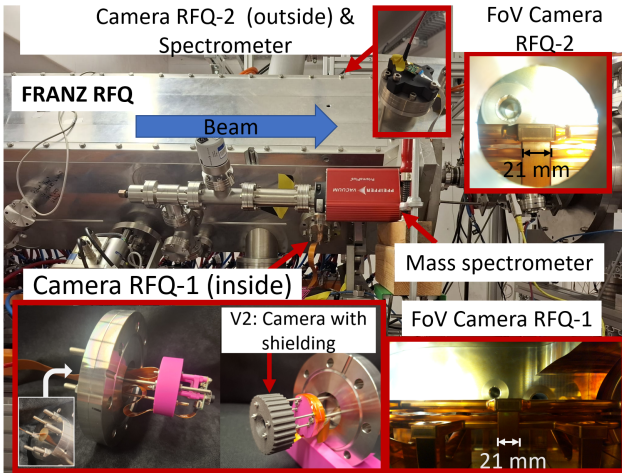 Camera RFQ-2 (outside) &
Spectrometer
FoV Camera
RFQ-2
FRANZ RFQ
Beam
21 mm
PFEIFFER VACUUM
Mass spectrometer
Camera RFQ-1 (inside)
V2: Camera with
shielding
FoV Camera RFQ-1
21 mm